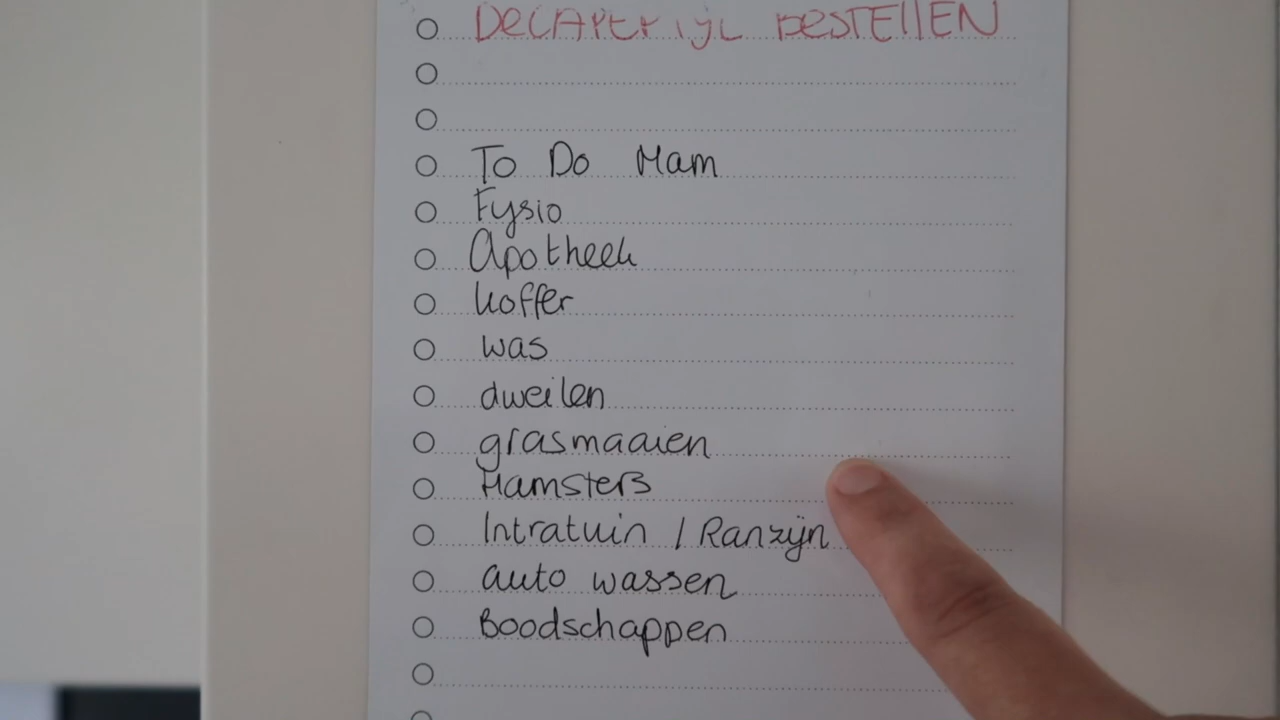 BESTELLEN
To Do Mam
Fysio
Apotheek
koffer
was
dweilen
grasmaaien
Hamsters
Intratuin / Ranzijn
auto wassen
Boodschappen